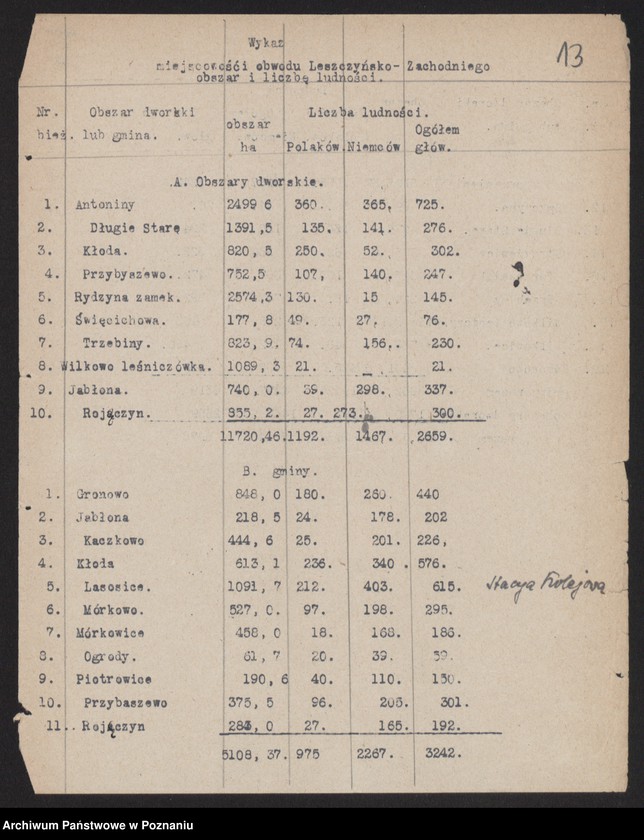 13
Wykaz
miejscowośći obwodu Leszczyńsko- Zachodniego
obszar i liczbę ludności.
Nr. Obszar dworski obszar Liczba ludności. Ogółem
bież. lub gmina. ha Polaków. Niemców głów.
A. Obszary dworskie.
1. Antoniny 2499 6 360. 365. 725.
2. Długie Starę 1391,5 135. 141. 276.
3. Kłoda. 820, 5 250. 52. 302.
4. Przybyszewo. 752,5 107, 140. 247.
5. Rydzyna zamek. 2574,3 130. 15 145.
6. Święcichowa. 177, 8 49. 27. 76.
7. Trzebiny. 823, 9. 74. 156.. 230.
8. Wilkowo leśniczówka. 1089, 3 21. 21.
9. Jabłona. 740, 0. 39. 298. 337.
10. Rojączyn. 855, 2. 27. 273. 300.
11720,46. 1192. 1467. 2659.
B. gminy.
1. Gronowo 848, 0 180. 260. 440
2. Jabłona 218, 5 24. 178. 202
3. Kaczkowo 444, 6 25. 201. 226,
4. Kłoda 613, 1 236. 340 . 576.
5. Lasosice. 1091, 7 212. 403. 615. Stacya Kolejową
6. Mórkowo. 527, 0. 97. 198. 295.
7. Mórkowice 458, 0 18. 168. 186.
8. Ogrody. 61, 7 20. 39. 59.
9. Piotrowice 190, 6 40. 110. 150.
10. Przybaszewo 375, 5 96. 205. 301.
11.. Rojączyn 283, 0 27. 165. 192.
5108, 37. 975 2267. 3242.
Archiwum Państwowe w Poznaniu